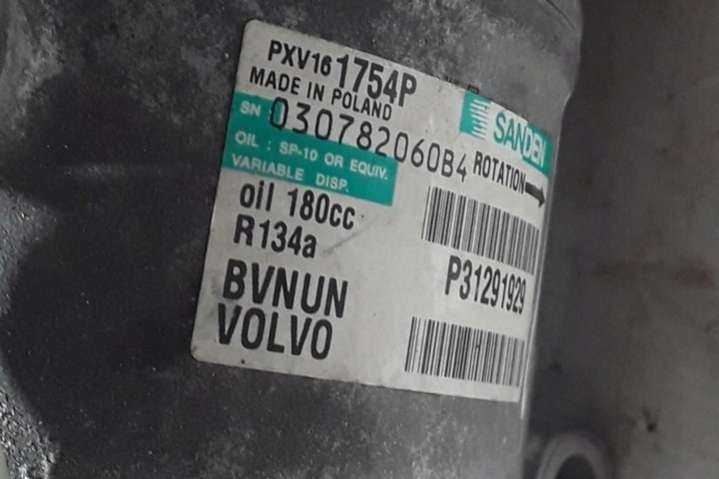 PXV16 1754P
MADE IN POLAND
SANDEN
SN 030782060B4
ROTATION
OIL : SP-10 OR EQUIV.
VARIABLE DISP.
oil 180cc
R134a
P31291929
BVNUN
VOLVO